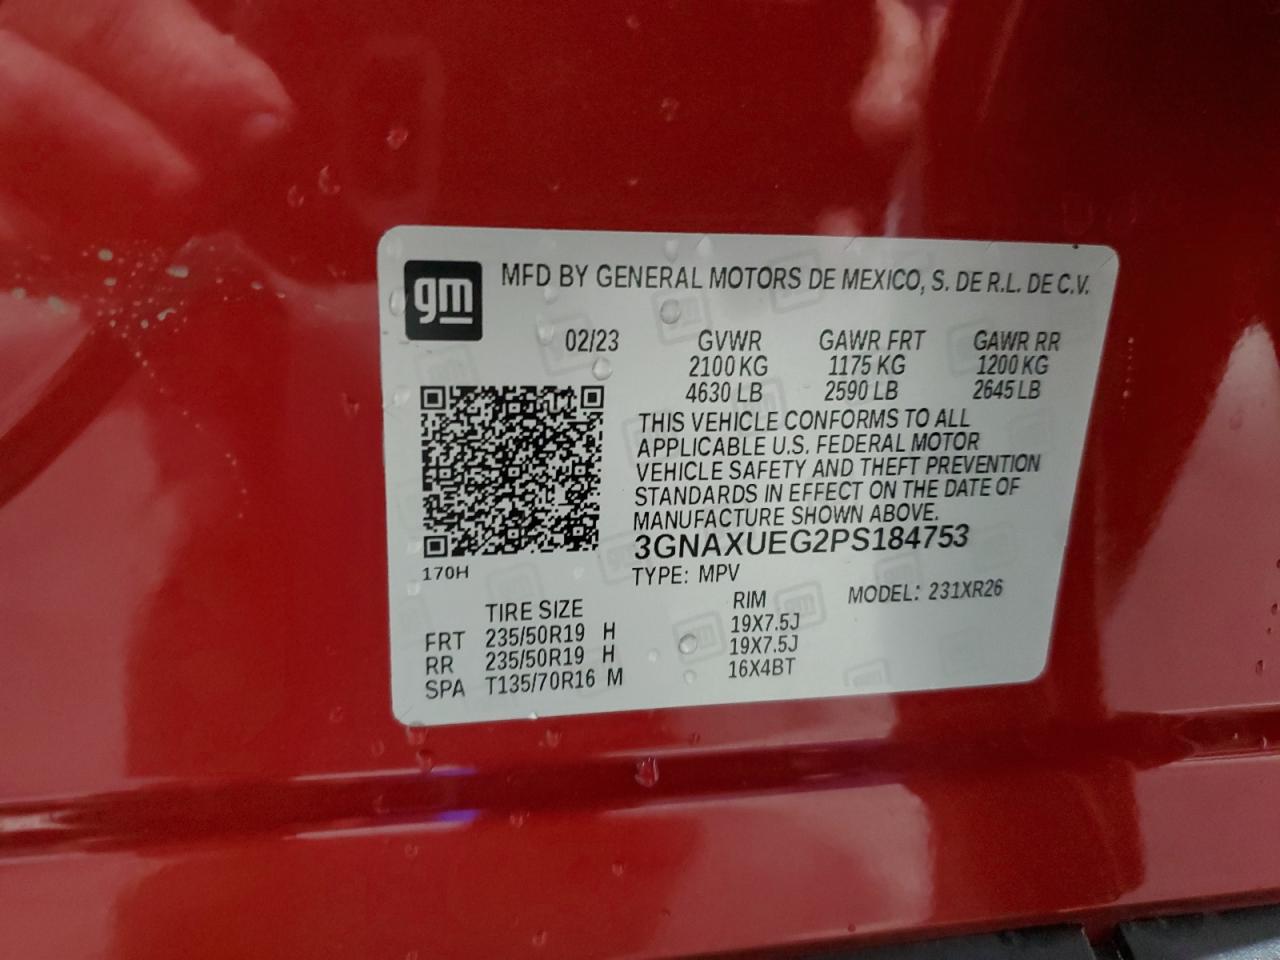 gm
MFD BY GENERAL MOTORS DE MEXICO, S. DE R.L. DE C.V.
02/23 GVWR GAWR FRT GAWR RR
2100 KG 1175 KG 1200 KG
4630 LB 2590 LB 2645 LB
THIS VEHICLE CONFORMS TO ALL
APPLICABLE U.S. FEDERAL MOTOR
VEHICLE SAFETY AND THEFT PREVENTION
STANDARDS IN EFFECT ON THE DATE OF
MANUFACTURE SHOWN ABOVE.
3GNAXUEG2PS184753
170H
TYPE: MPV
MODEL: 231XR26
TIRE SIZE RIM
FRT 235/50R19 H 19X7.5J
RR 235/50R19 H 19X7.5J
SPA T135/70R16 M 16X4BT